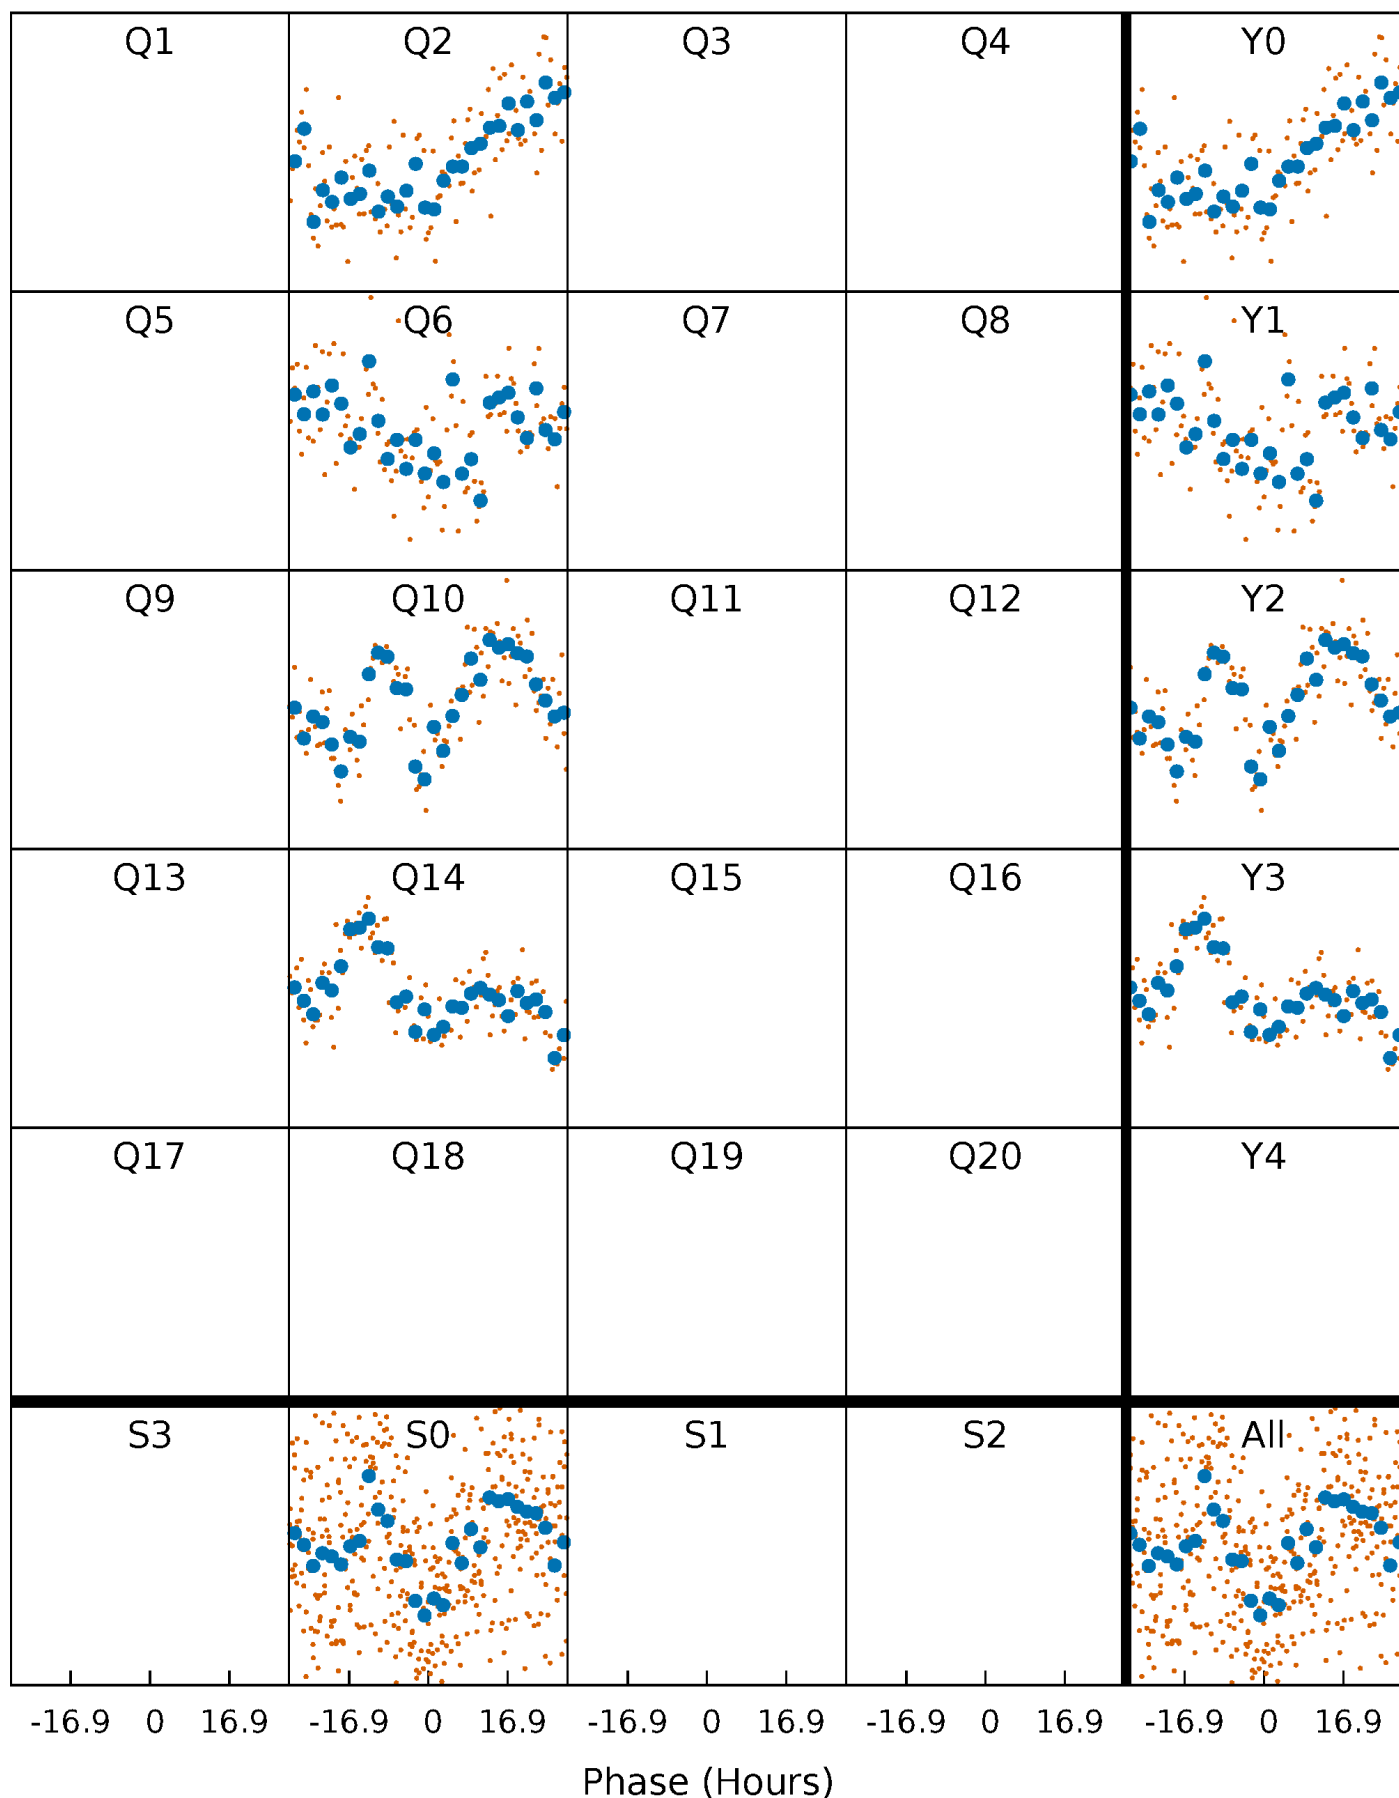 Q1 Q2 Q3 Q4 Y0
Q5 Q6 Q7 Q8 Y1
Q9 Q10 Q11 Q12 Y2
Q13 Q14 Q15 Q16 Y3
Q17 Q18 Q19 Q20 Y4
S3 S0 S1 S2 All
-16.9 0 16.9 -16.9 0 16.9 -16.9 0 16.9 -16.9 0 16.9 -16.9 0 16.9
Phase (Hours)